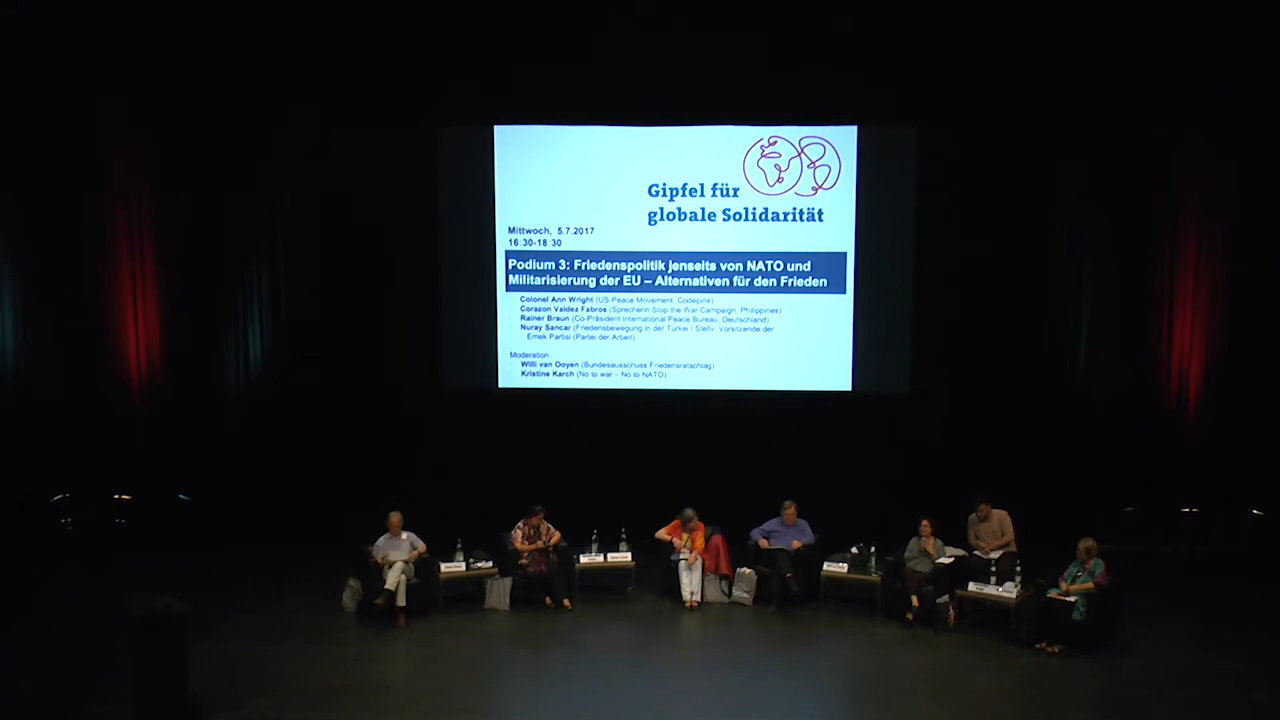 Gipfel für
globale Solidarität
Mittwoch, 5.7.2017
16:30-18:30
Podium 3: Friedenspolitik jenseits von NATO und
Militarisierung der EU – Alternativen für den Frieden
Colonel Ann Wright (US-Peace Movement, Codepink)
Corazon Valdez Fabros (Sprecherin Stop the War Campaign, Philippines)
Rainer Braun (Co-Präsident International Peace Bureau, Deutschland)
Nuray Sancar (Friedensbewegung in der Türkei / Stellv. Vorsitzende der
Emek Partisi (Partei der Arbeit)
Moderation:
Willi van Ooyen (Bundesausschuss Friedensratschlag)
Kristine Karch (No to war – No to NATO)